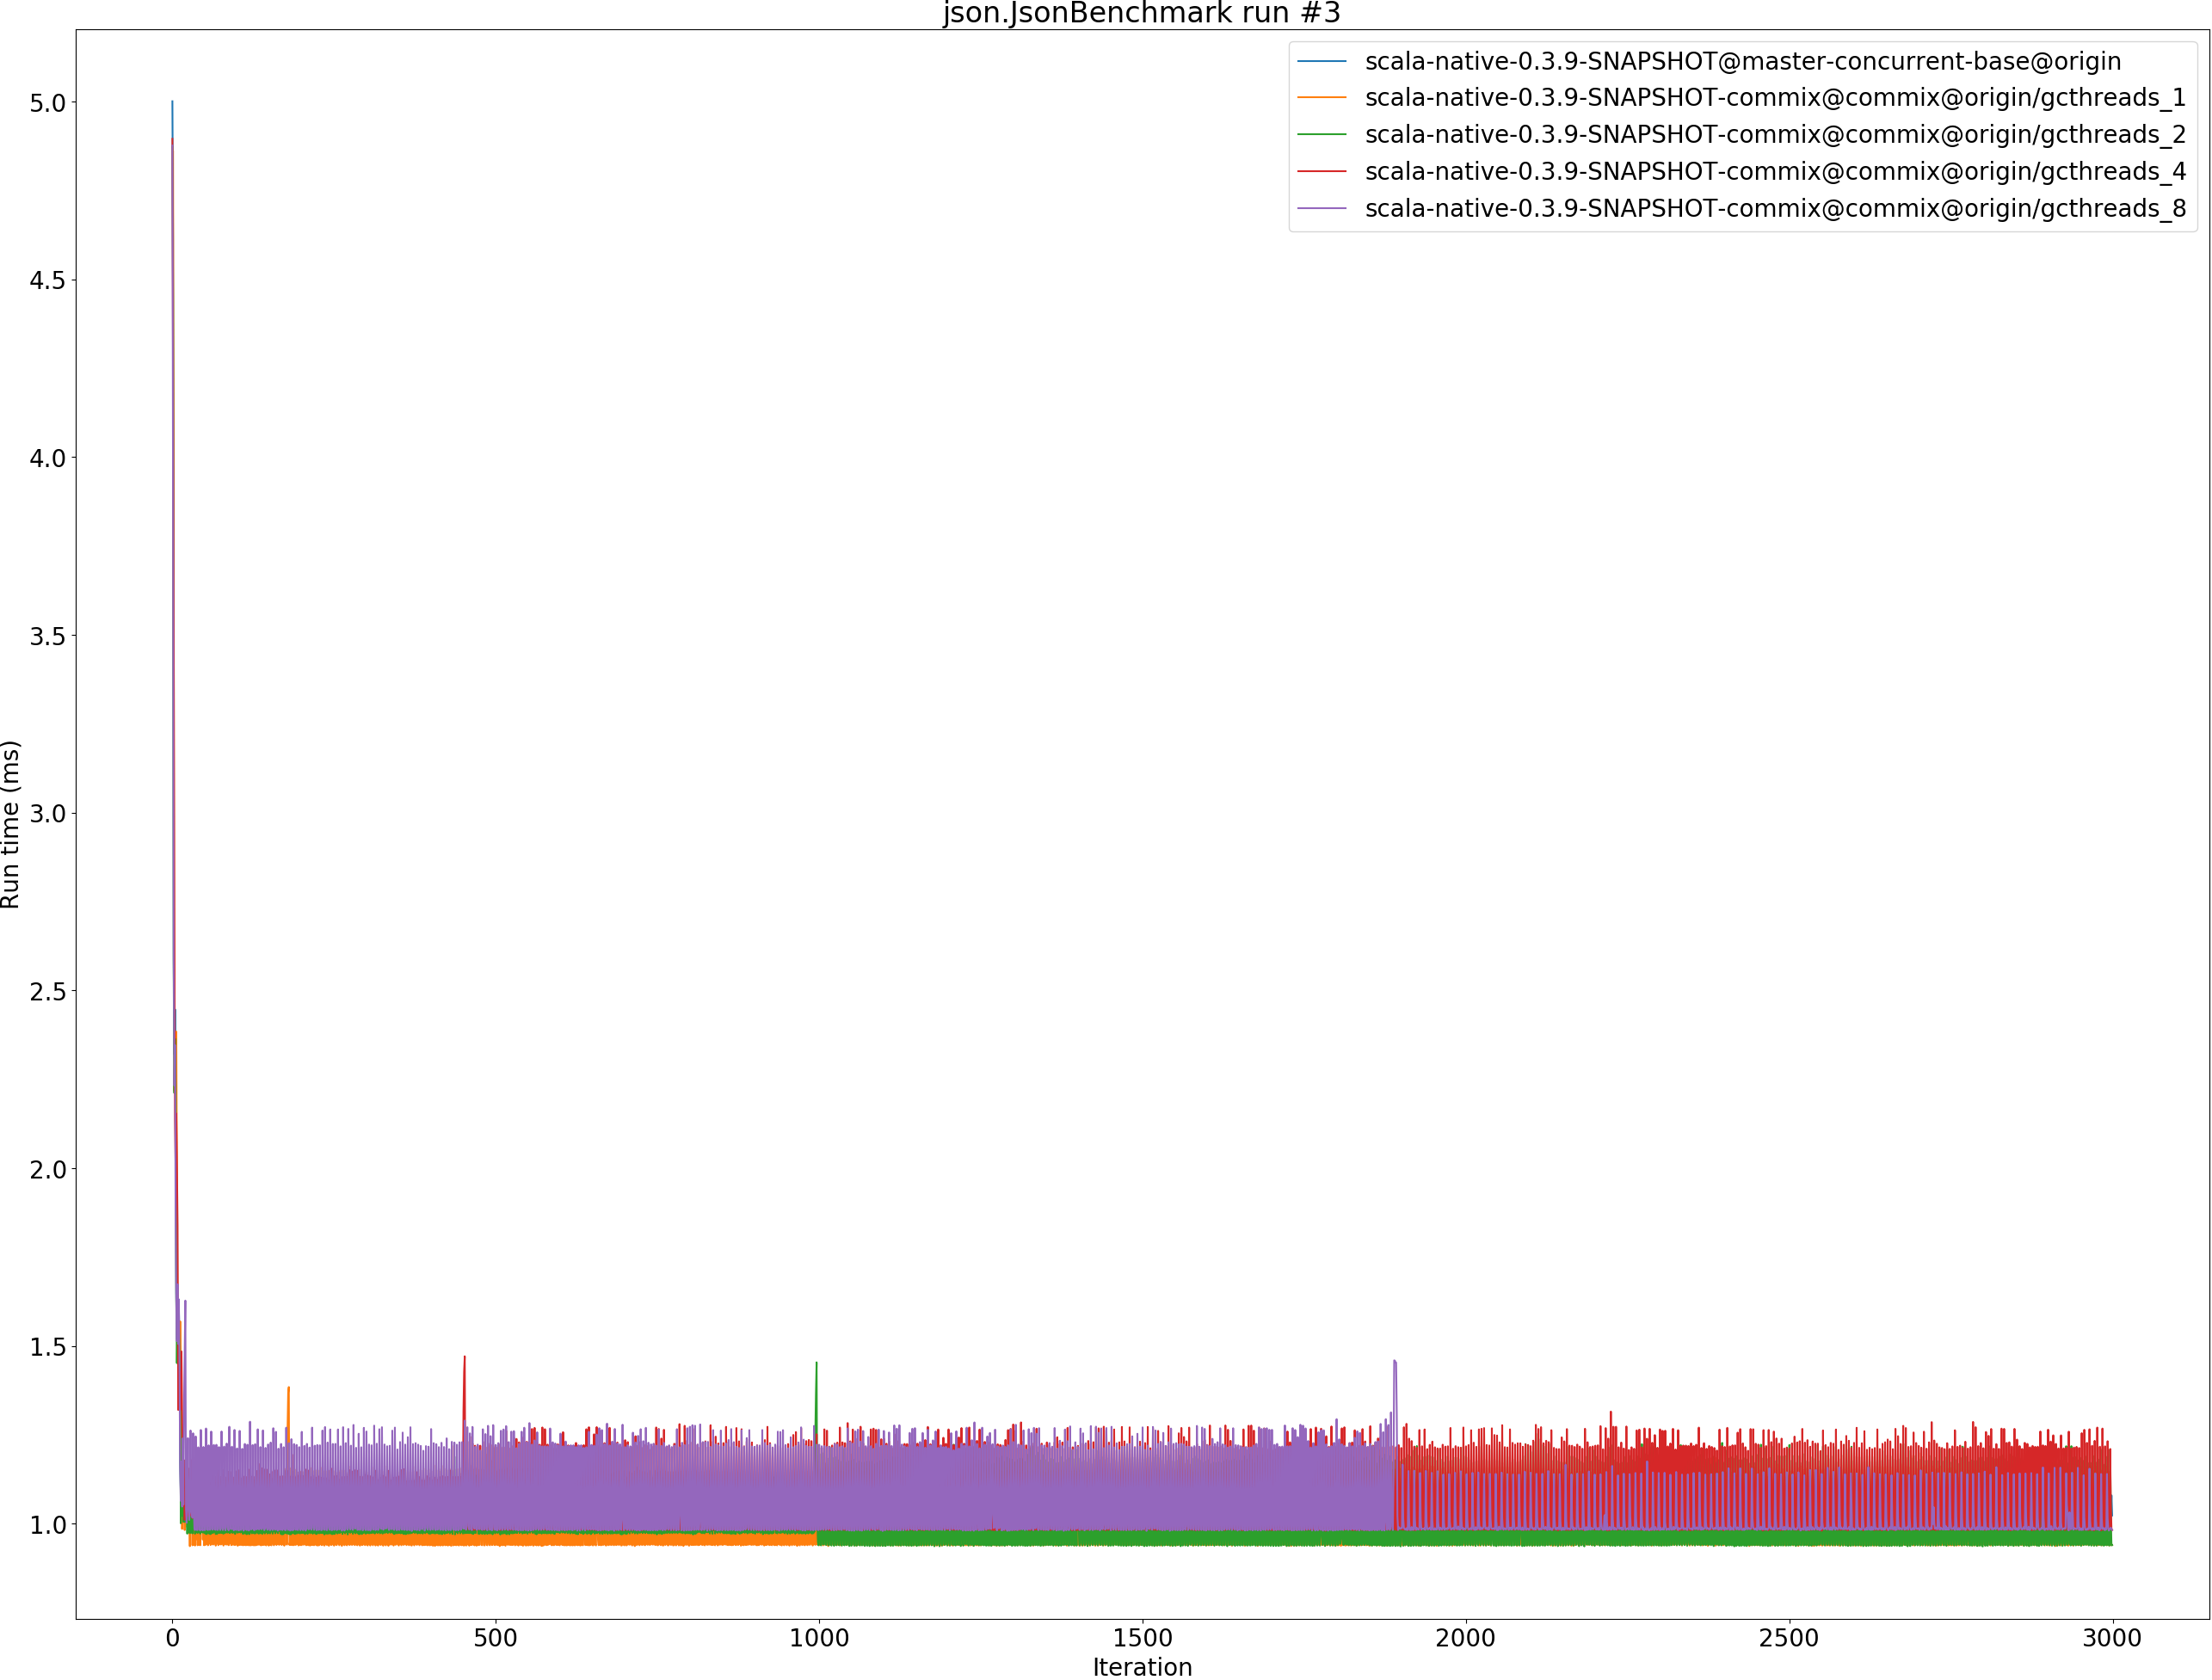 json.JsonBenchmark run #3
scala-native-0.3.9-SNAPSHOT@master-concurrent-base@origin
scala-native-0.3.9-SNAPSHOT-commix@commix@origin/gcthreads_1
scala-native-0.3.9-SNAPSHOT-commix@commix@origin/gcthreads_2
scala-native-0.3.9-SNAPSHOT-commix@commix@origin/gcthreads_4
scala-native-0.3.9-SNAPSHOT-commix@commix@origin/gcthreads_8
5.0
4.5
4.0
3.5
3.0
2.5
2.0
1.5
1.0
Run time (ms)
0 500 1000 1500 2000 2500 3000
Iteration